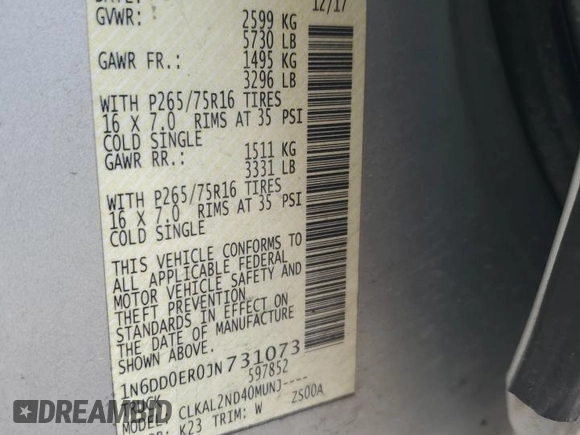 12/17
GVWR: 2599 KG
5730 LB
GAWR FR.: 1495 KG
3296 LB
WITH P265/75R16 TIRES
16 X 7.0 RIMS AT 35 PSI
COLD SINGLE
GAWR RR.: 1511 KG
3331 LB
WITH P265/75R16 TIRES
16 X 7.0 RIMS AT 35 PSI
COLD SINGLE
THIS VEHICLE CONFORMS TO
ALL APPLICABLE FEDERAL
MOTOR VEHICLE SAFETY AND
THEFT PREVENTION
STANDARDS IN EFFECT ON
THE DATE OF MANUFACTURE
SHOWN ABOVE.
1N6DD0ER0JN731073
597852
TRUCK
CLKAL2ND40MUNJ---- ZS00A
K23 TRIM: W
DREAMBID